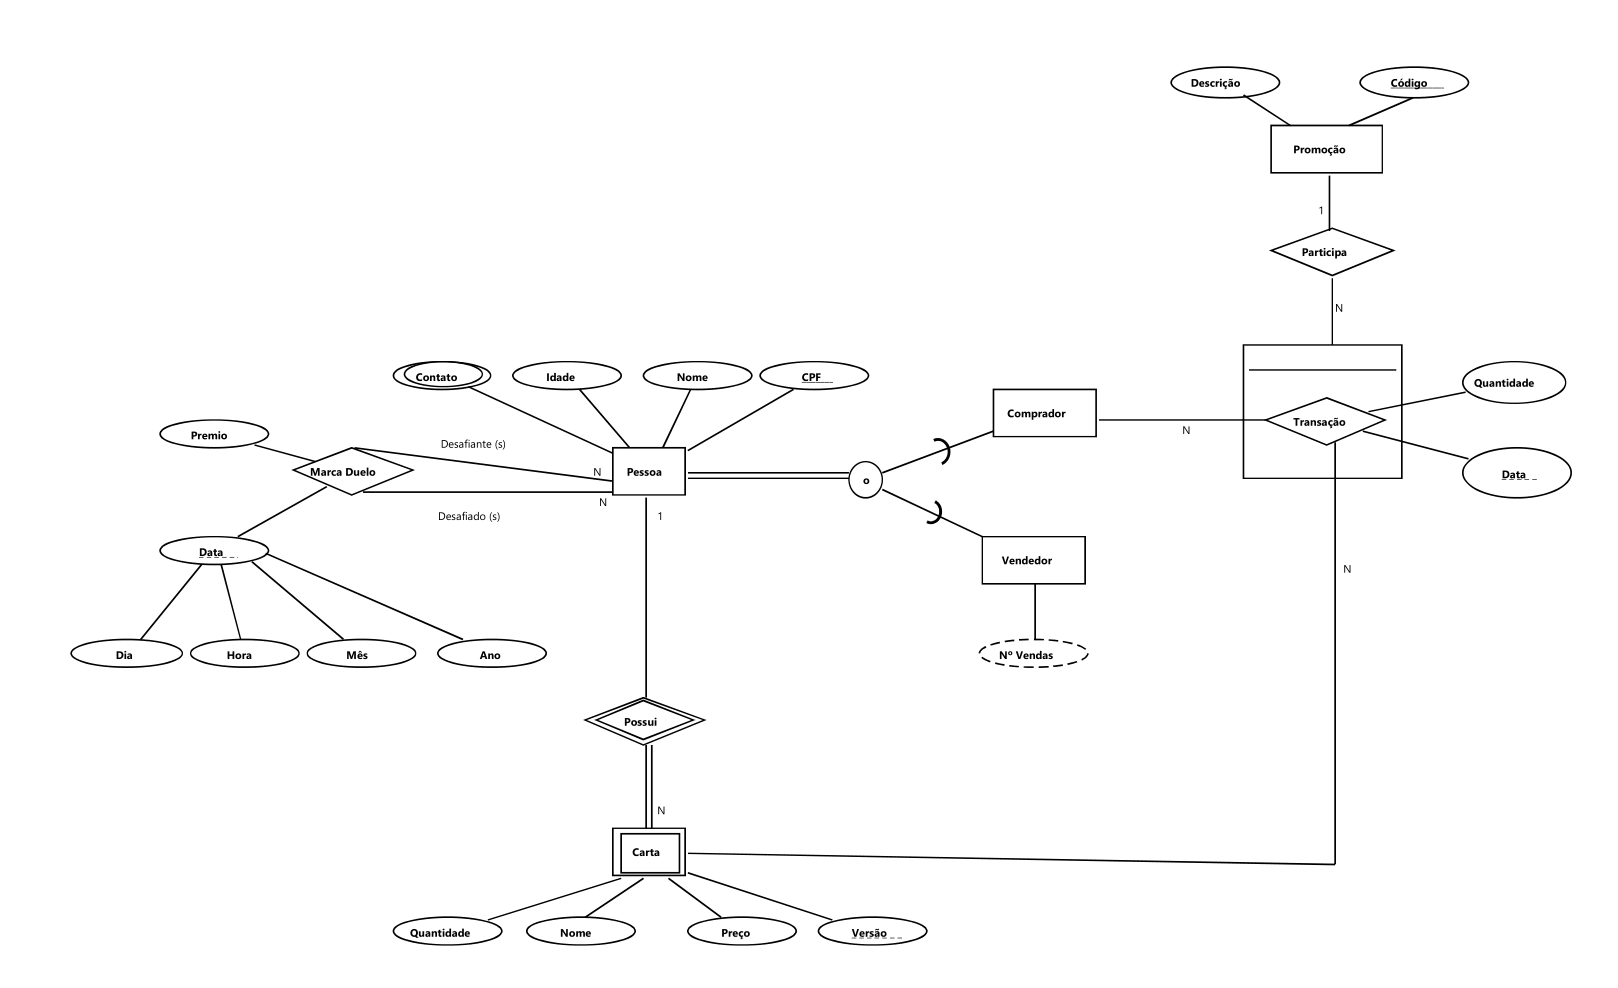 Descrição
Código
Promoção
1
Participa
N
Contato
Idade
Nome
CPF
Quantidade
Comprador
Transação
N
Premio
Desafiante (s)
Marca Duelo
N
Pessoa
o
Data
N
Desafiado (s)
1
Data
Vendedor
N
Dia
Hora
Mês
Ano
Nº Vendas
Possui
N
Carta
Quantidade
Nome
Preço
Versão